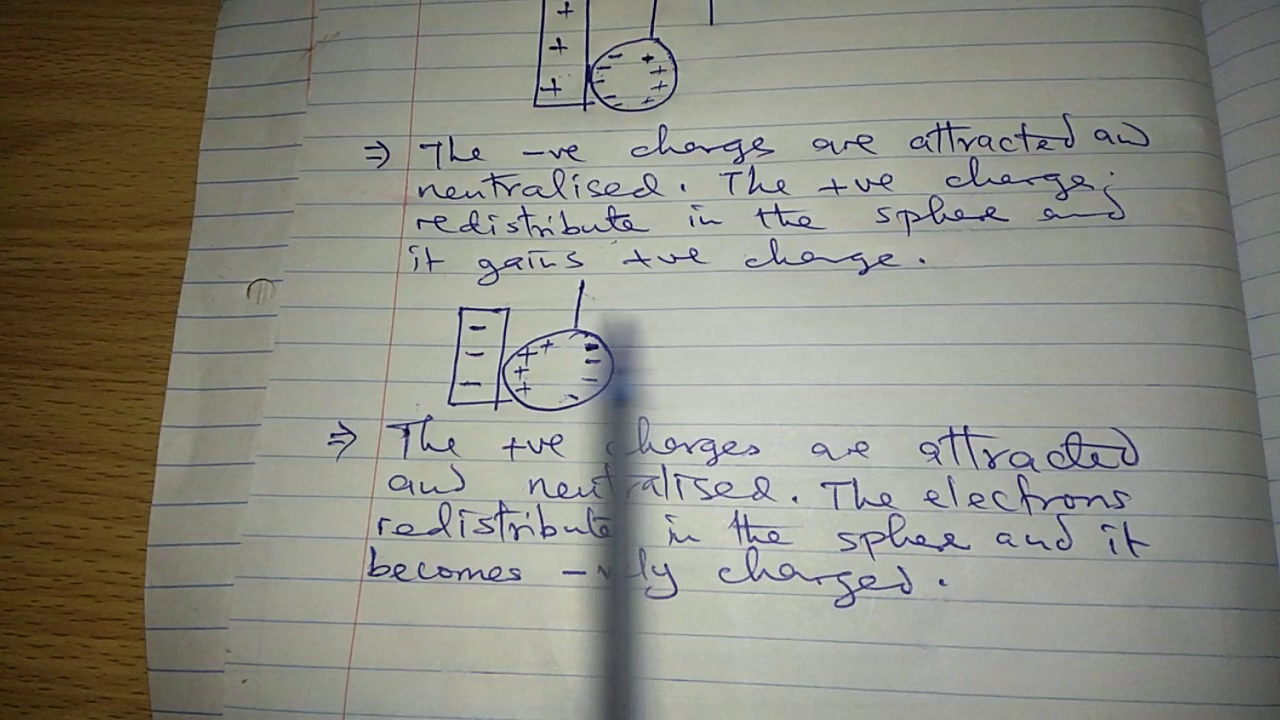 +
+
+
- +
- +
- +
- +
⇒ The -ve charges are attracted and
neutralised. The +ve charges
redistribute in the sphere and
it gains +ve charge.
- + + -
- + -
- + - -
⇒ The +ve charges are attracted
and neutralised. The electrons
redistribute in the sphere and it
becomes -vely charged.